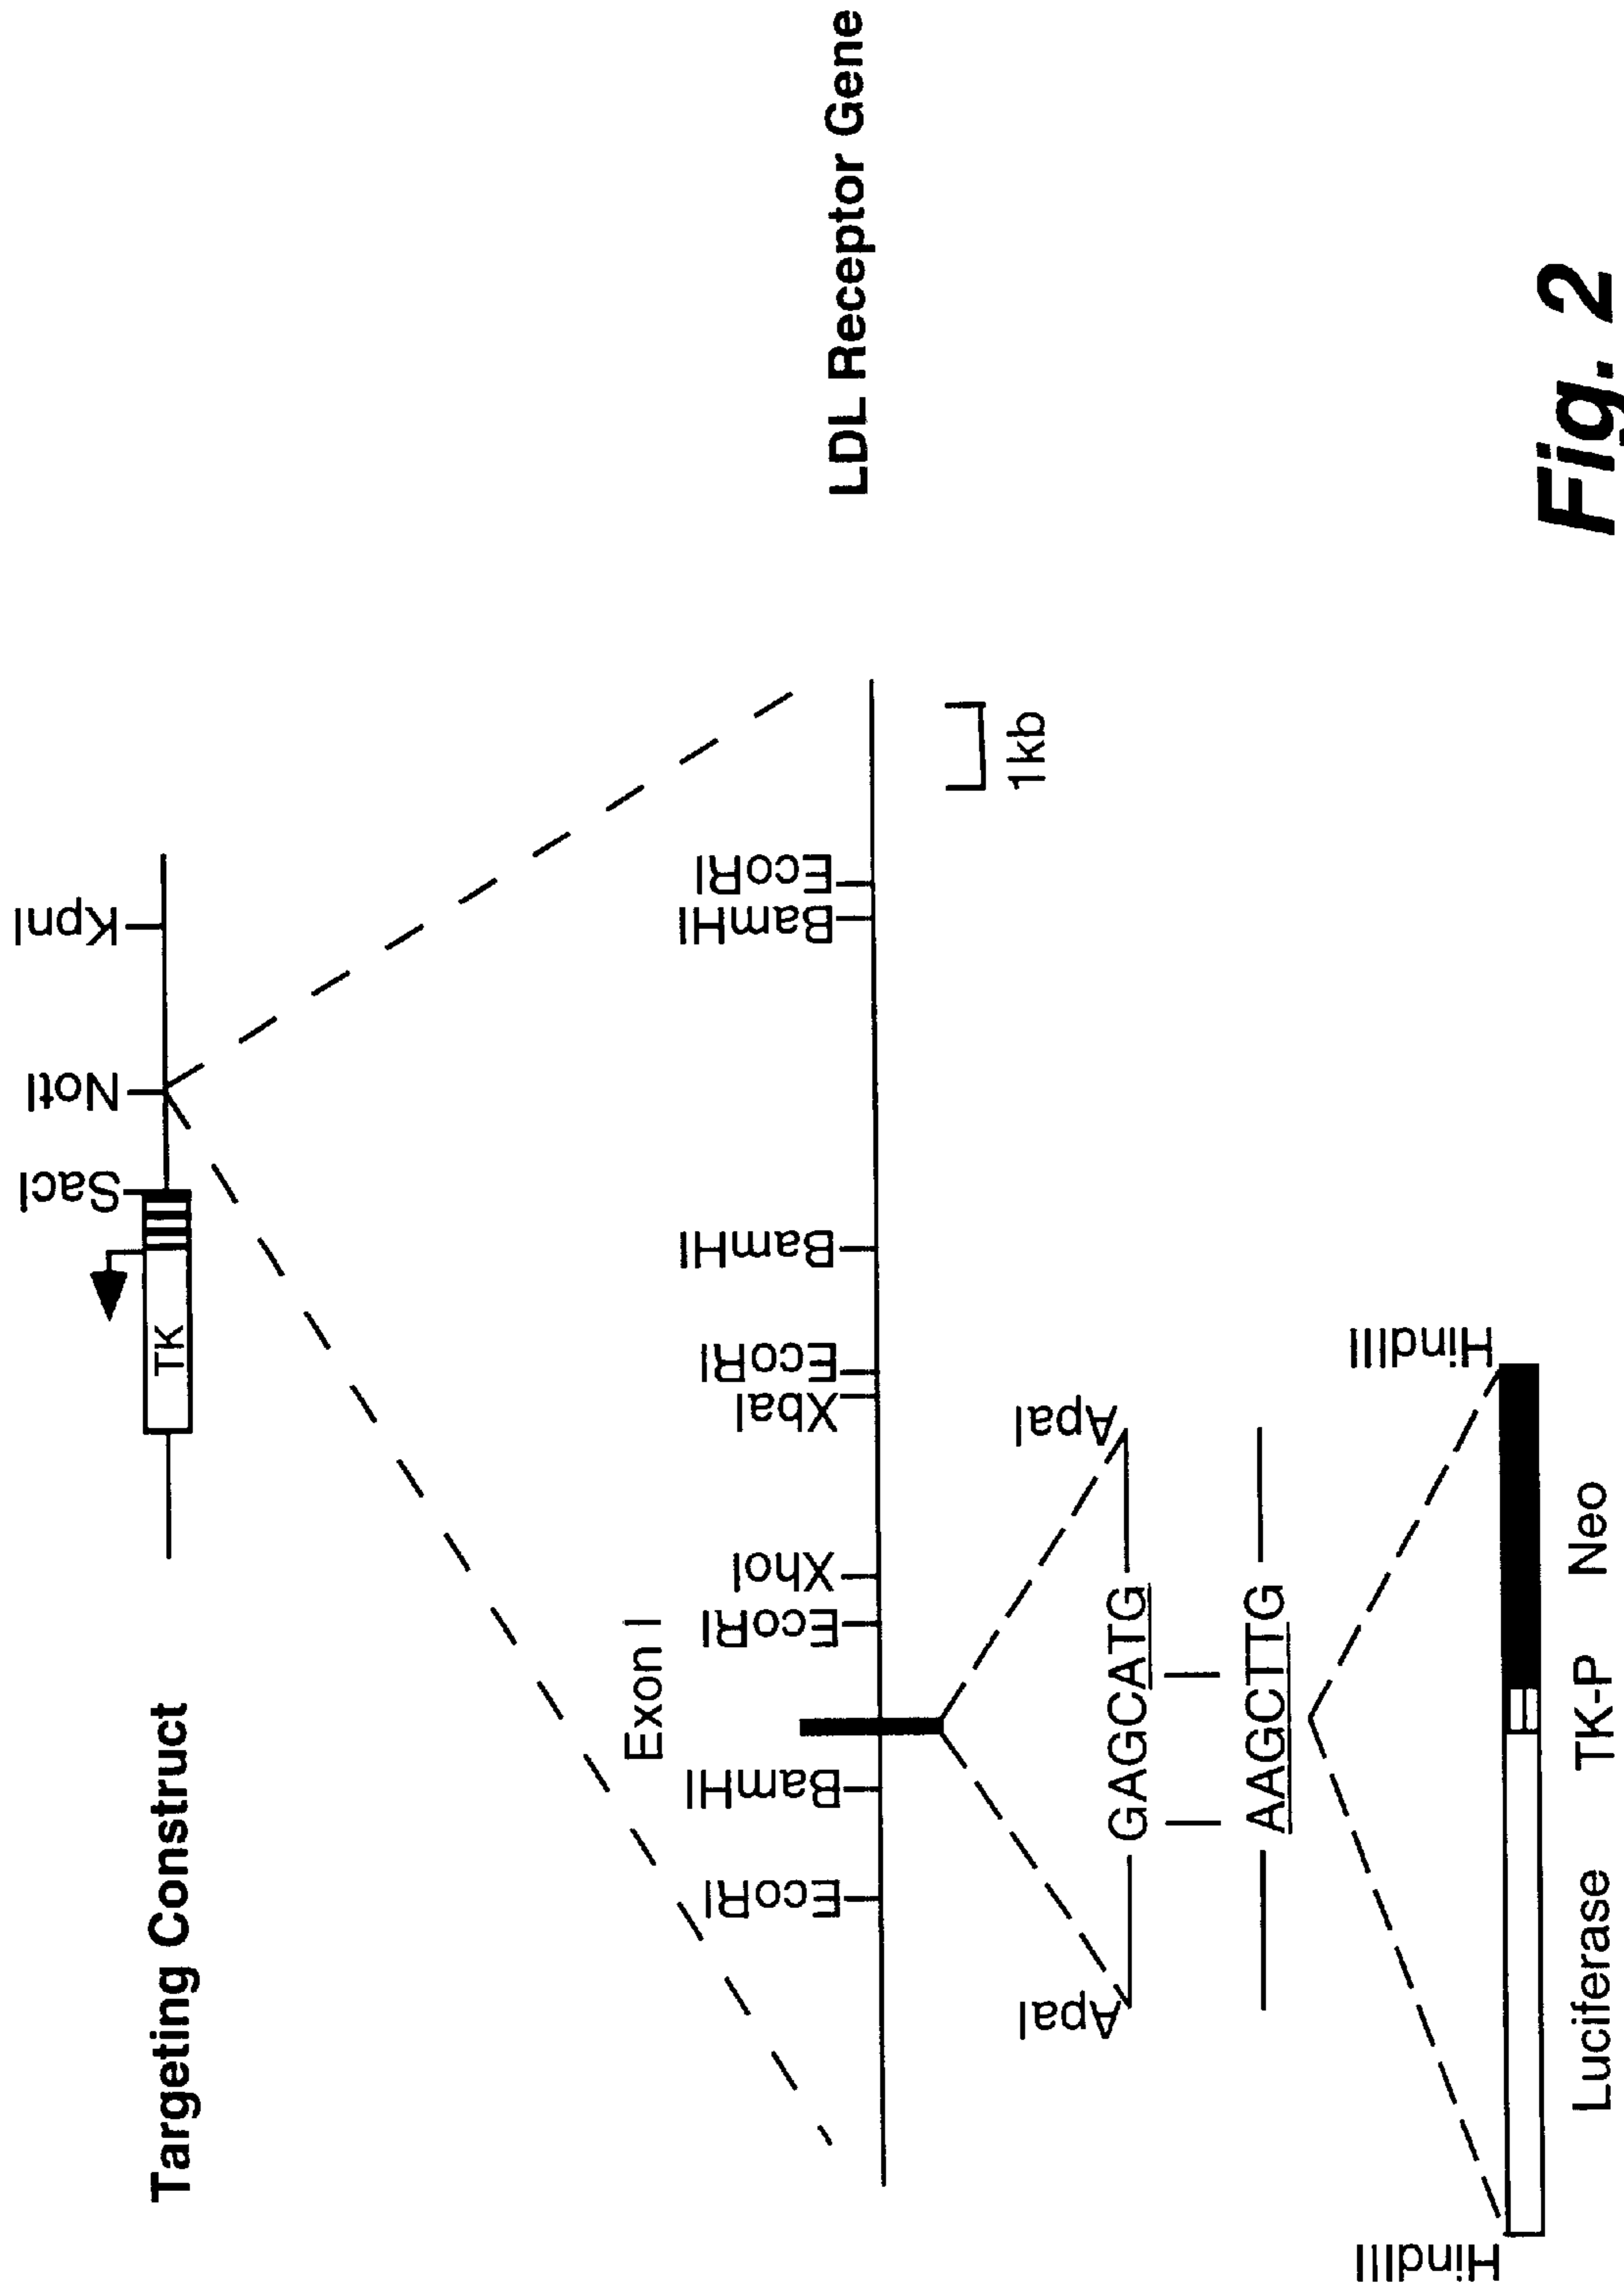 Targeting Construct
TK
SacI
NotI
KpnI
Exon I
EcoRI
BamHI
EcoRI
XhoI
XbaI
EcoRI
BamHI
BamHI
EcoRI
LDL Receptor Gene
1kb
ApaI
GAGCATG
ApaI
AAGCTTG
HindIII
HindIII
Luciferase TK-P Neo
Fig. 2